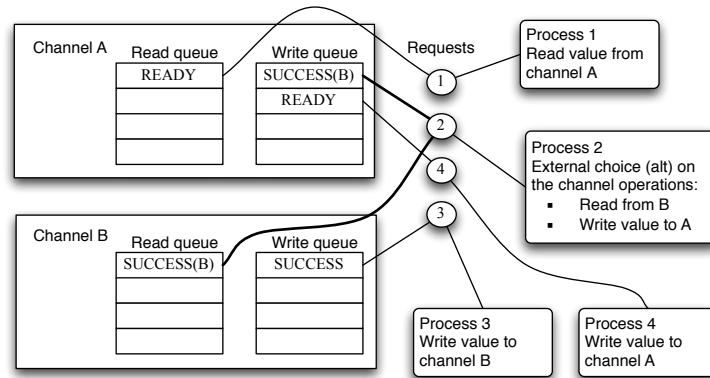 Channel A
Read queue
Write queue
READY
SUCCESS(B)
READY
Requests
1
2
4
3
Process 1
Read value from
channel A
Process 2
External choice (alt) on
the channel operations:
▪ Read from B
▪ Write value to A
Channel B
Read queue
Write queue
SUCCESS(B)
SUCCESS
Process 3
Write value to
channel B
Process 4
Write value to
channel A